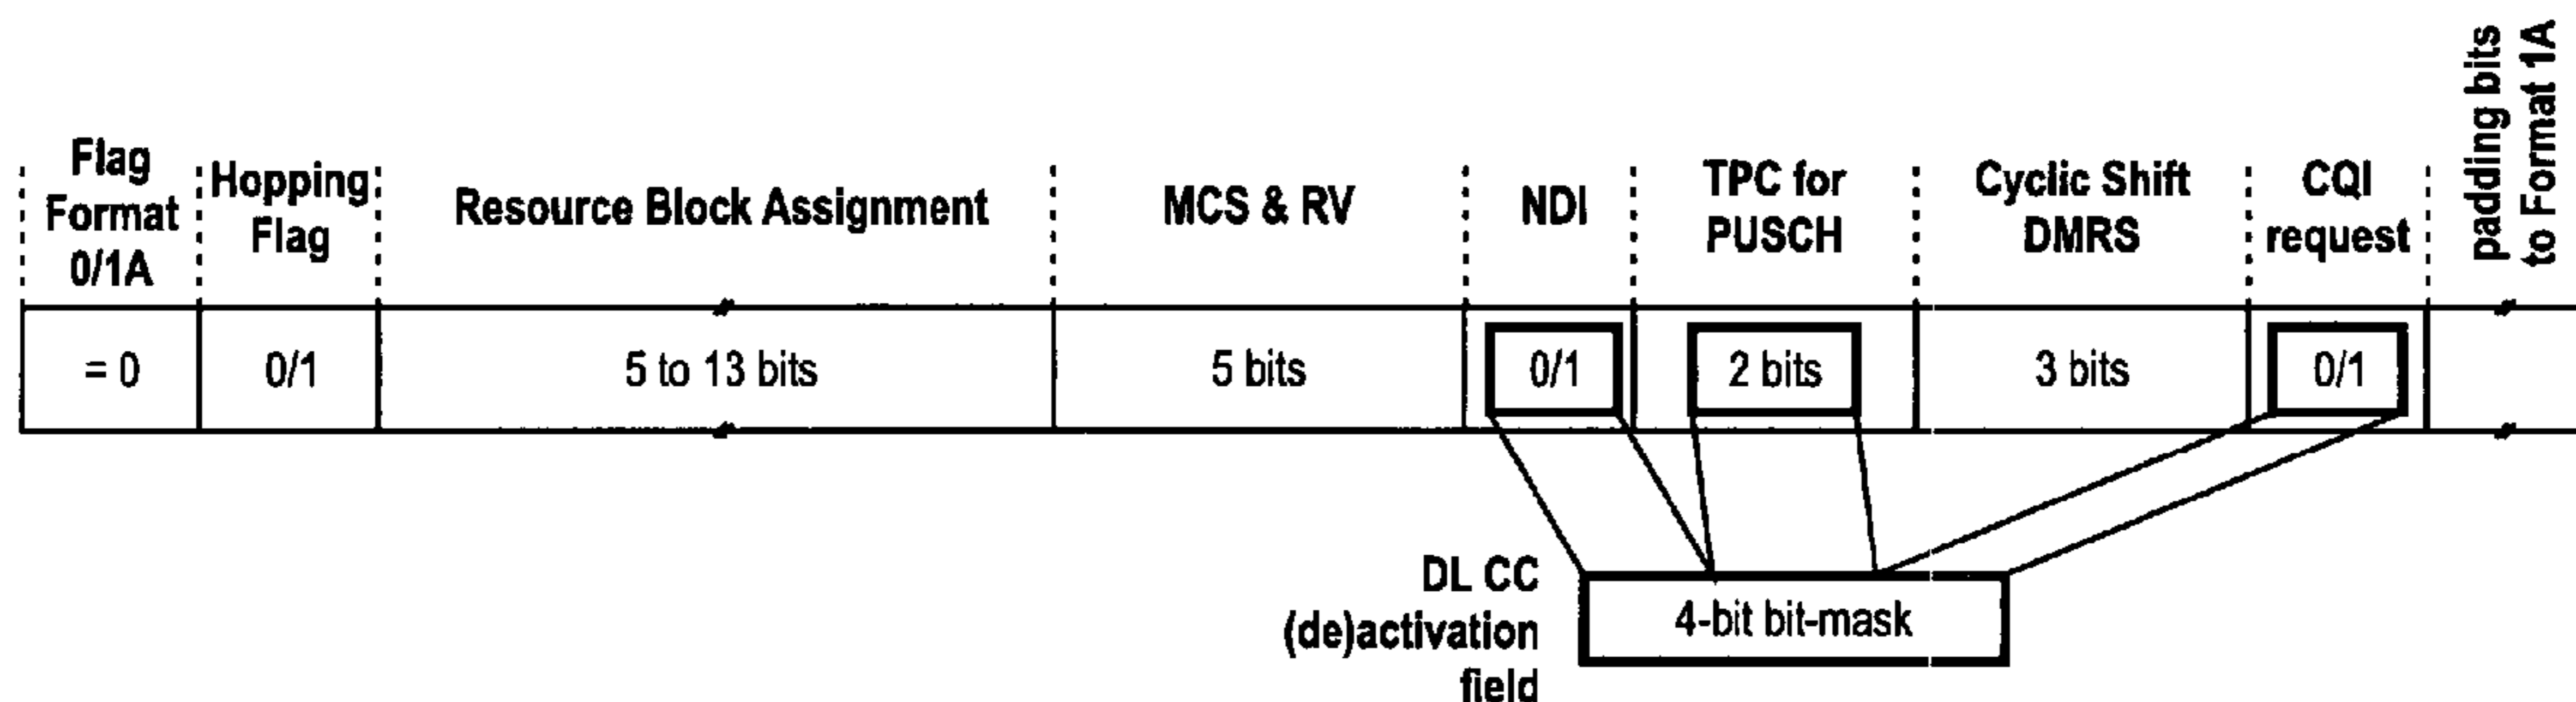 Flag
Format
0/1A
Hopping
Flag
Resource Block Assignment
MCS & RV
NDI
TPC for
PUSCH
Cyclic Shift
DMRS
CQI
request
padding bits
to Format 1A
= 0
0/1
5 to 13 bits
5 bits
0/1
2 bits
3 bits
0/1
DL CC
(de)activation
field
4-bit bit-mask